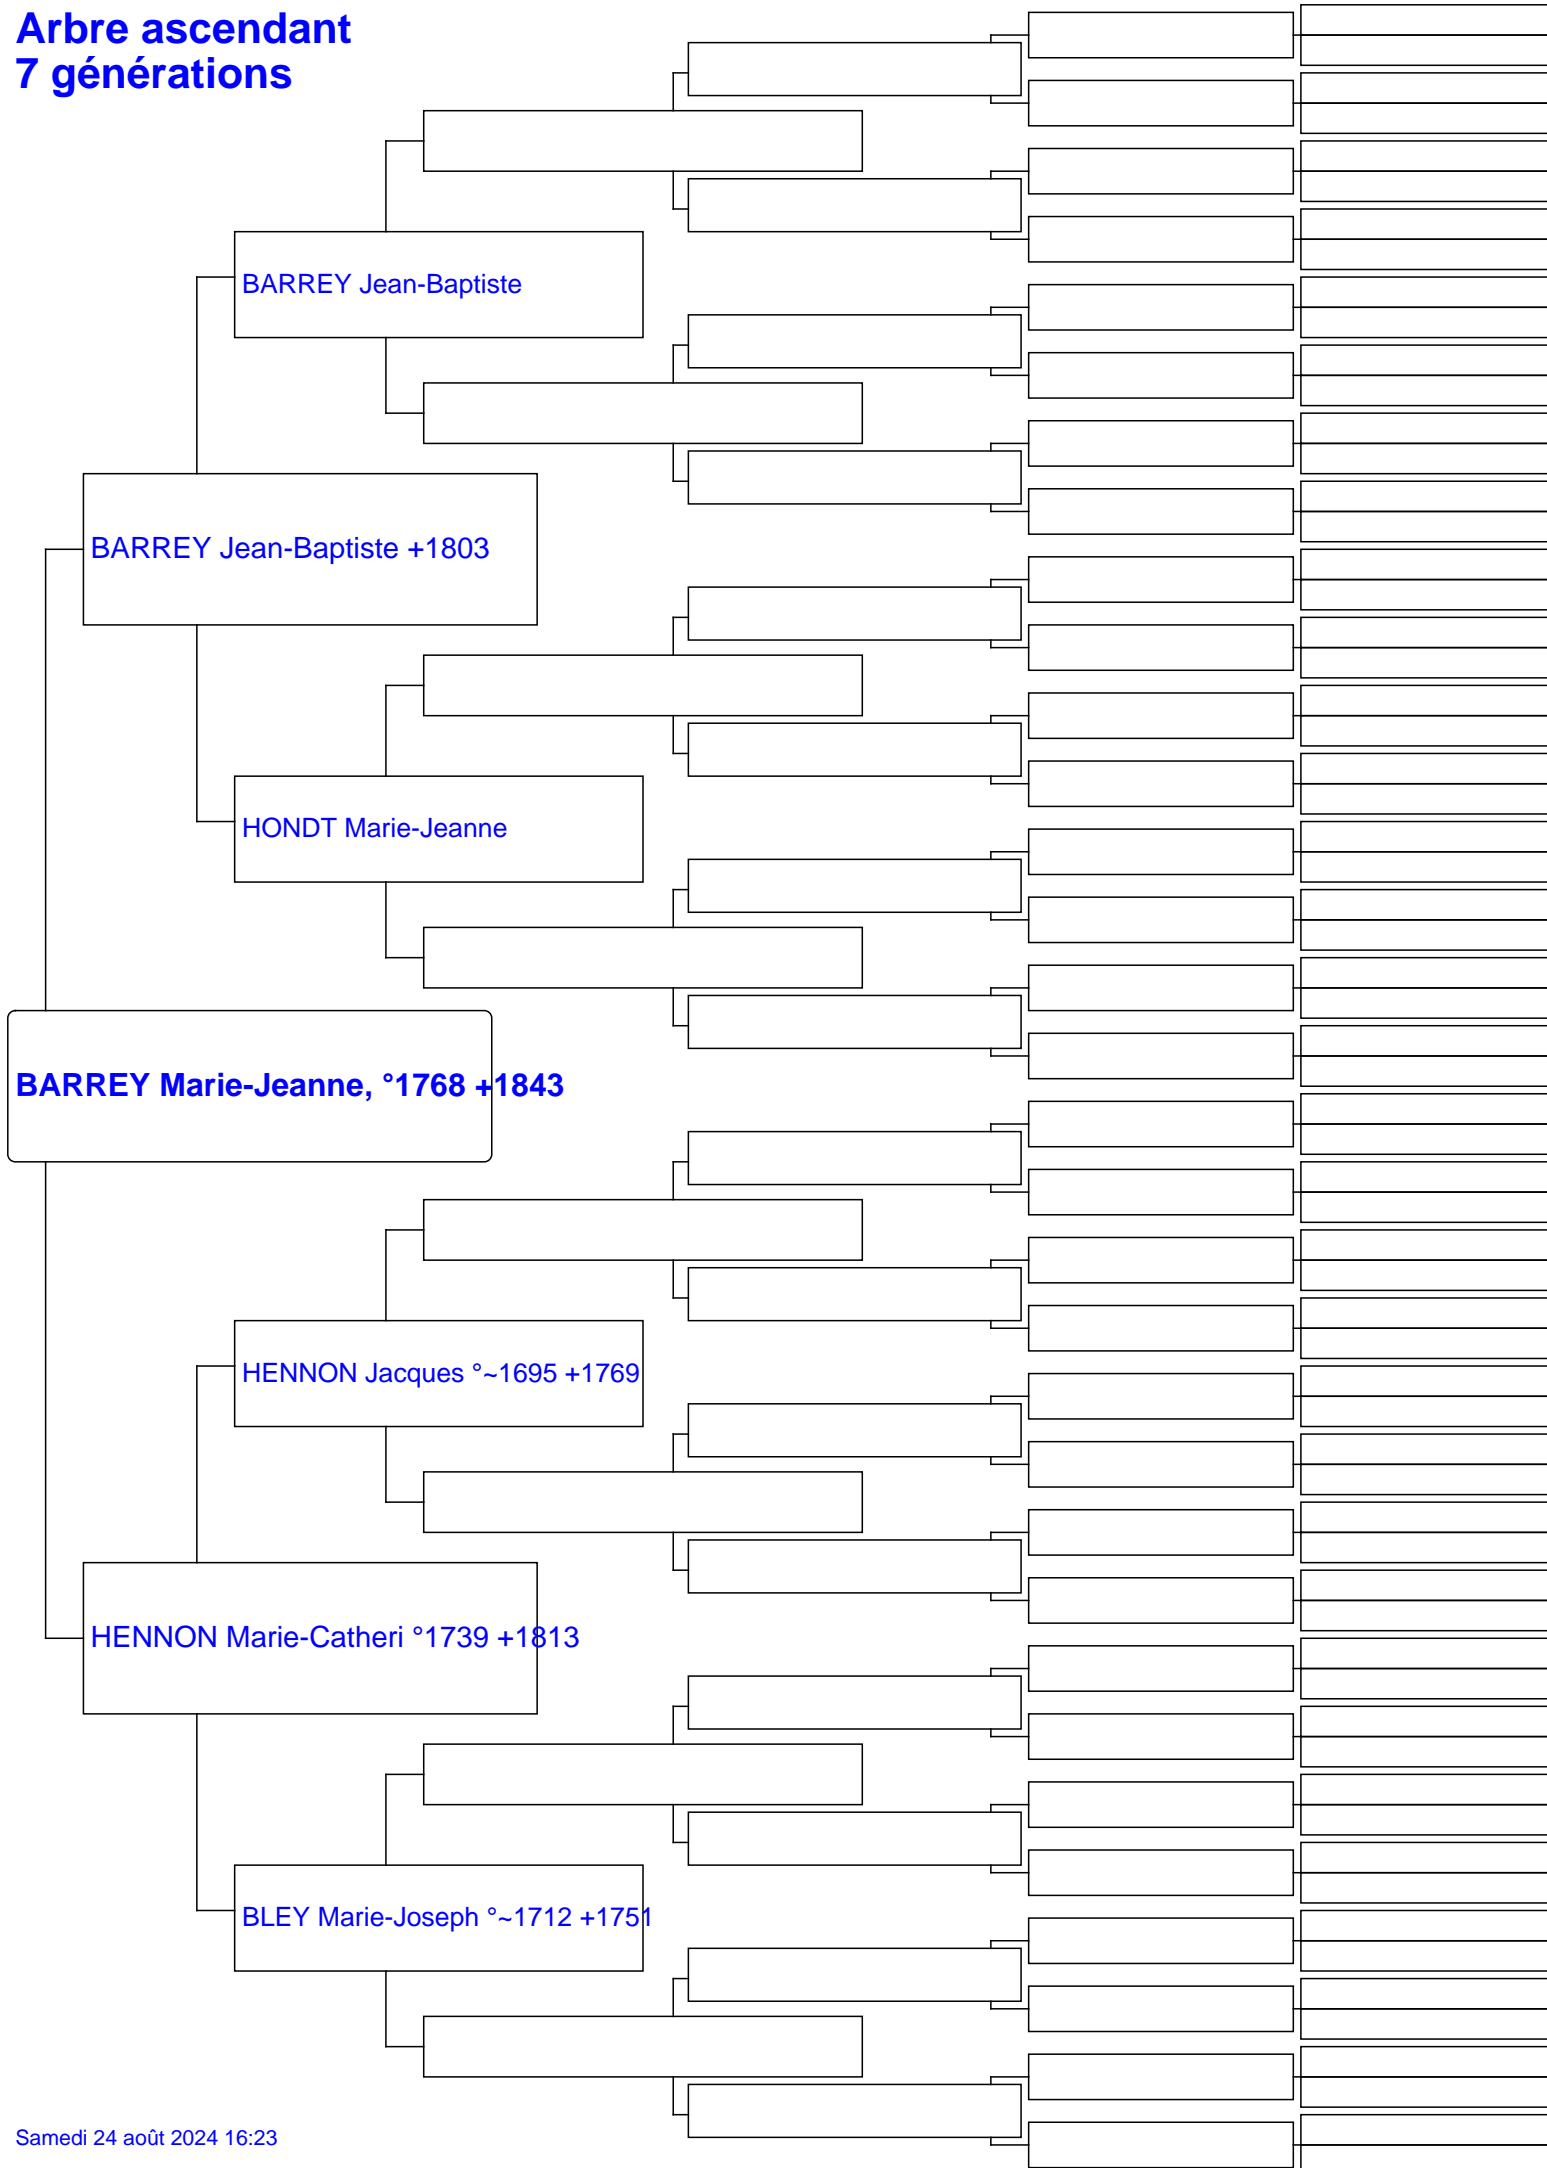 Arbre ascendant
7 générations
BARREY Jean-Baptiste
BARREY Jean-Baptiste +1803
HONDT Marie-Jeanne
BARREY Marie-Jeanne, °1768 +1843
HENNON Jacques °~1695 +1769
HENNON Marie-Catheri °1739 +1813
BLEY Marie-Joseph °~1712 +1751
Samedi 24 août 2024 16:23